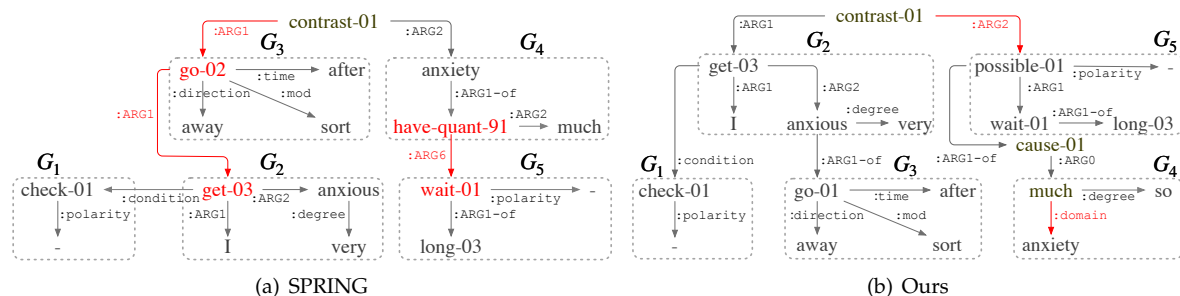 contrast-01
:ARG1 :ARG2
G3 G4
go-02 :time after anxiety
:direction :mod :ARG1-of
:ARG1
away sort have-quant-91 :ARG2 much
:ARG6
G1 G2 G5
check-01 :condition get-03 :ARG2 anxious wait-01 :polarity -
:polarity :ARG1 :degree :ARG1-of
- I very long-03
(a) SPRING
contrast-01
:ARG1 :ARG2
G2 G5
get-03 possible-01 :polarity -
:ARG1 :ARG2 :ARG1
I anxious :degree very wait-01 :ARG1-of long-03
cause-01
G1 :condition :ARG1-of G3 :ARG1-of :ARG0 G4
check-01 go-01 :time after much :degree so
:polarity :direction :mod :domain
- away sort anxiety
(b) Ours